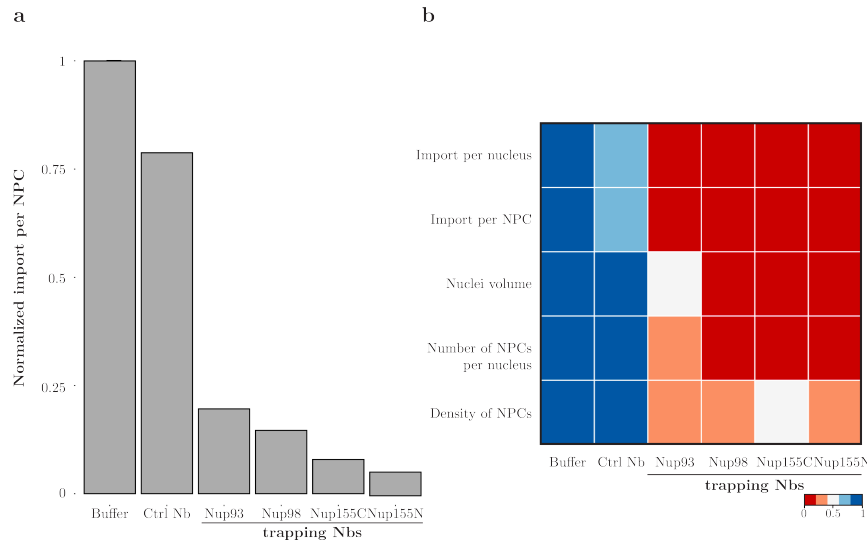 a
Normalized import per NPC
1
0.75
0.5
0.25
0
Buffer
Ctrl Nb
Nup93
Nup98
Nup155C
Nup155N
trapping Nbs
b
Import per nucleus
Import per NPC
Nuclei volume
Number of NPCs
per nucleus
Density of NPCs
Buffer
Ctrl Nb
Nup93
Nup98
Nup155C
Nup155N
trapping Nbs
0
0.5
1